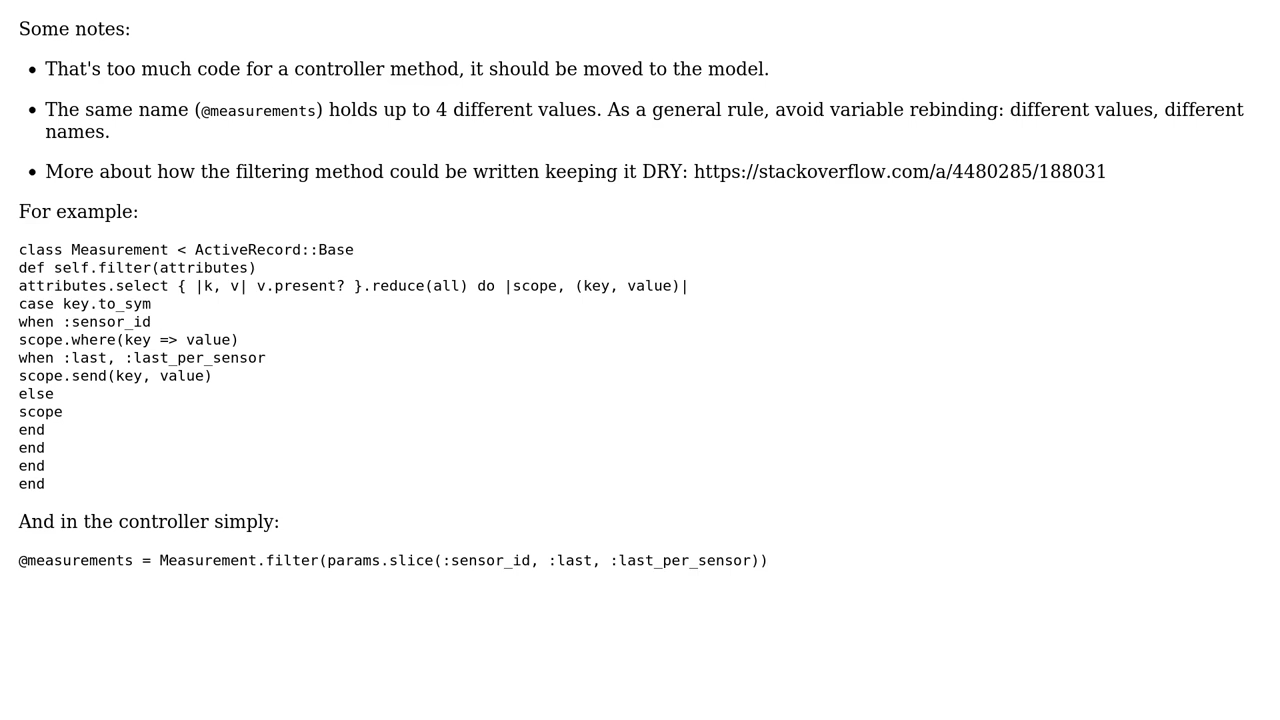 Some notes:
• That's too much code for a controller method, it should be moved to the model.
• The same name (@measurements) holds up to 4 different values. As a general rule, avoid variable rebinding: different values, different
names.
• More about how the filtering method could be written keeping it DRY: https://stackoverflow.com/a/4480285/188031
For example:
class Measurement < ActiveRecord::Base
def self.filter(attributes)
attributes.select { |k, v| v.present? }.reduce(all) do |scope, (key, value)|
case key.to_sym
when :sensor_id
scope.where(key => value)
when :last, :last_per_sensor
scope.send(key, value)
else
scope
end
end
end
end
And in the controller simply:
@measurements = Measurement.filter(params.slice(:sensor_id, :last, :last_per_sensor))